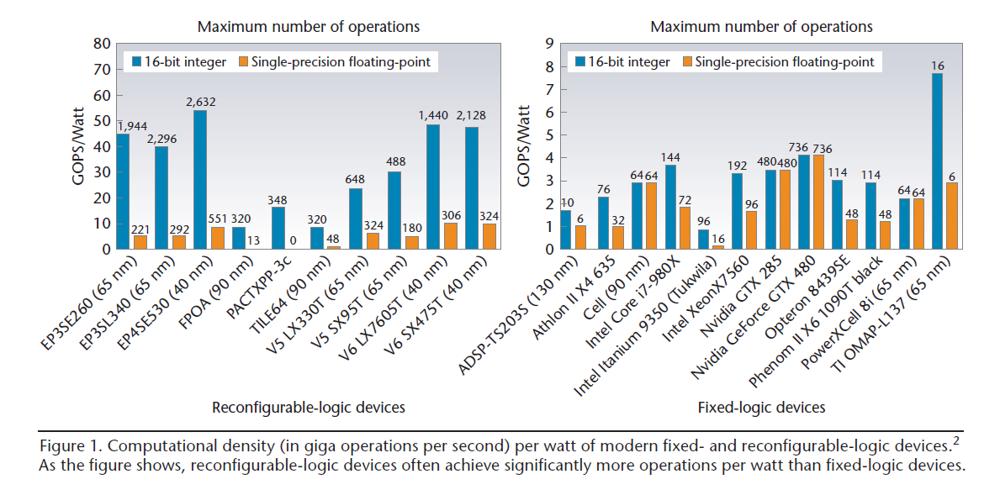 Maximum number of operations
80
70
60
50
40
30
20
10
0
GOPS/Watt
16-bit integer
Single-precision floating-point
1,944
221
2,296
292
2,632
551
320
13
348
0
320
48
648
324
488
180
1,440
306
2,128
324
EP3SE260 (65 nm)
EP3SL340 (65 nm)
EP4SE530 (40 nm)
FPOA (90 nm)
PACTXPP-3c
TILE64 (90 nm)
V5 LX330T (65 nm)
V5 SX95T (65 nm)
V6 LX7605T (40 nm)
V6 SX475T (40 nm)
Reconfigurable-logic devices
Maximum number of operations
9
8
7
6
5
4
3
2
1
0
GOPS/Watt
16-bit integer
Single-precision floating-point
10
6
76
32
64
64
144
72
96
16
192
96
480
480
736
736
114
48
114
48
64
64
16
6
ADSP-TS203S (130 nm)
Athlon II X4 635
Cell (90 nm)
Intel Core i7-980X
Intel Itanium 9350 (Tukwila)
Intel XeonX7560
Nvidia GTX 285
Nvidia GeForce GTX 480
Opteron 8439SE
Phenom II X6 1090T black
PowerXCell 8i (65 nm)
TI OMAP-L137 (65 nm)
Fixed-logic devices
Figure 1. Computational density (in giga operations per second) per watt of modern fixed- and reconfigurable-logic devices.2
As the figure shows, reconfigurable-logic devices often achieve significantly more operations per watt than fixed-logic devices.